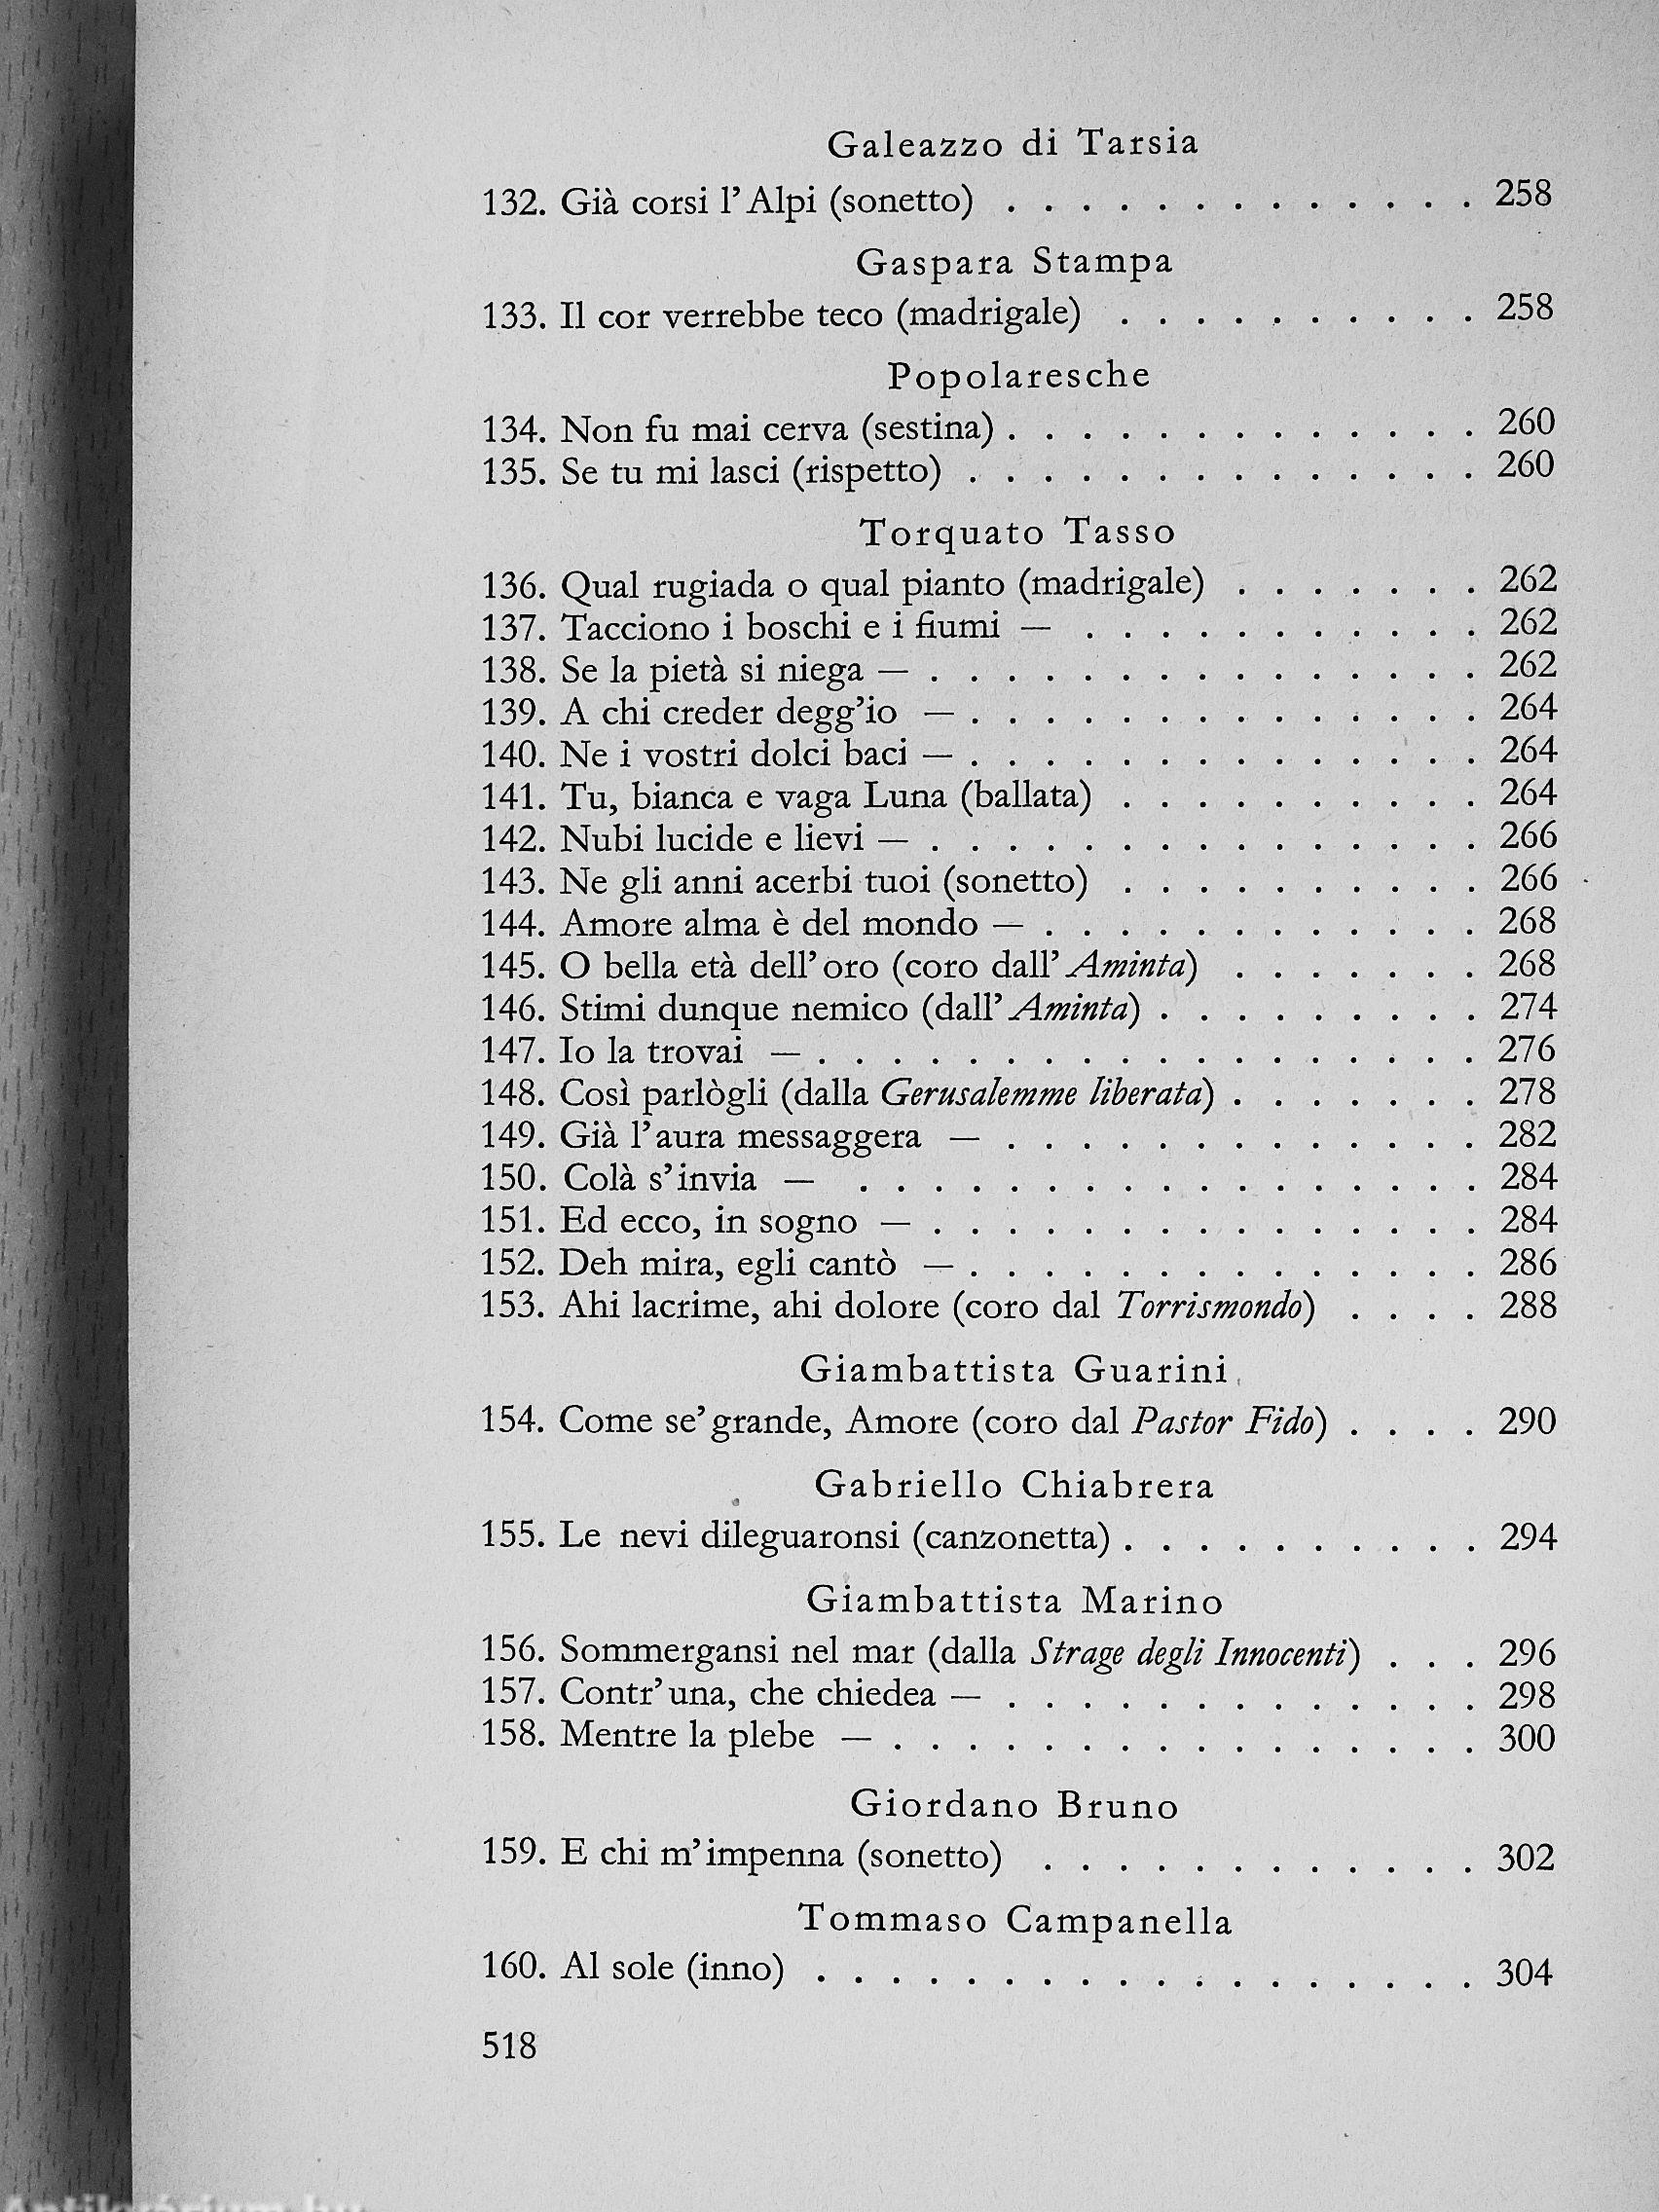 Galeazzo di Tarsia
132. Già corsi l'Alpi (sonetto) . . . . . . . . . . . . . 258
Gaspara Stampa
133. Il cor verrebbe teco (madrigale) . . . . . . . . . . 258
Popolaresche
134. Non fu mai cerva (sestina) . . . . . . . . . . . . . 260
135. Se tu mi lasci (rispetto) . . . . . . . . . . . . . . 260
Torquato Tasso
136. Qual rugiada o qual pianto (madrigale) . . . . . . . 262
137. Tacciono i boschi e i fiumi — . . . . . . . . . . . 262
138. Se la pietà si niega — . . . . . . . . . . . . . . . 262
139. A chi creder degg'io — . . . . . . . . . . . . . . 264
140. Ne i vostri dolci baci — . . . . . . . . . . . . . . 264
141. Tu, bianca e vaga Luna (ballata) . . . . . . . . . . 264
142. Nubi lucide e lievi — . . . . . . . . . . . . . . . 266
143. Ne gli anni acerbi tuoi (sonetto) . . . . . . . . . . 266
144. Amore alma è del mondo — . . . . . . . . . . . . 268
145. O bella età dell'oro (coro dall'Aminta) . . . . . . . 268
146. Stimi dunque nemico (dall'Aminta) . . . . . . . . . 274
147. Io la trovai — . . . . . . . . . . . . . . . . . . 276
148. Così parlògli (dalla Gerusalemme liberata) . . . . . . . 278
149. Già l'aura messaggera — . . . . . . . . . . . . . 282
150. Colà s'invia — . . . . . . . . . . . . . . . . . 284
151. Ed ecco, in sogno — . . . . . . . . . . . . . . . 284
152. Deh mira, egli cantò — . . . . . . . . . . . . . . 286
153. Ahi lacrime, ahi dolore (coro dal Torrismondo) . . . . 288
Giambattista Guarini
154. Come se'grande, Amore (coro dal Pastor Fido) . . . . 290
Gabriello Chiabrera
155. Le nevi dileguaronsi (canzonetta) . . . . . . . . . . 294
Giambattista Marino
156. Sommergansi nel mar (dalla Strage degli Innocenti) . . . 296
157. Contr'una, che chiedea — . . . . . . . . . . . . . 298
158. Mentre la plebe — . . . . . . . . . . . . . . . . 300
Giordano Bruno
159. E chi m'impenna (sonetto) . . . . . . . . . . . . 302
Tommaso Campanella
160. Al sole (inno) . . . . . . . . . . . . . . . . . . 304
518